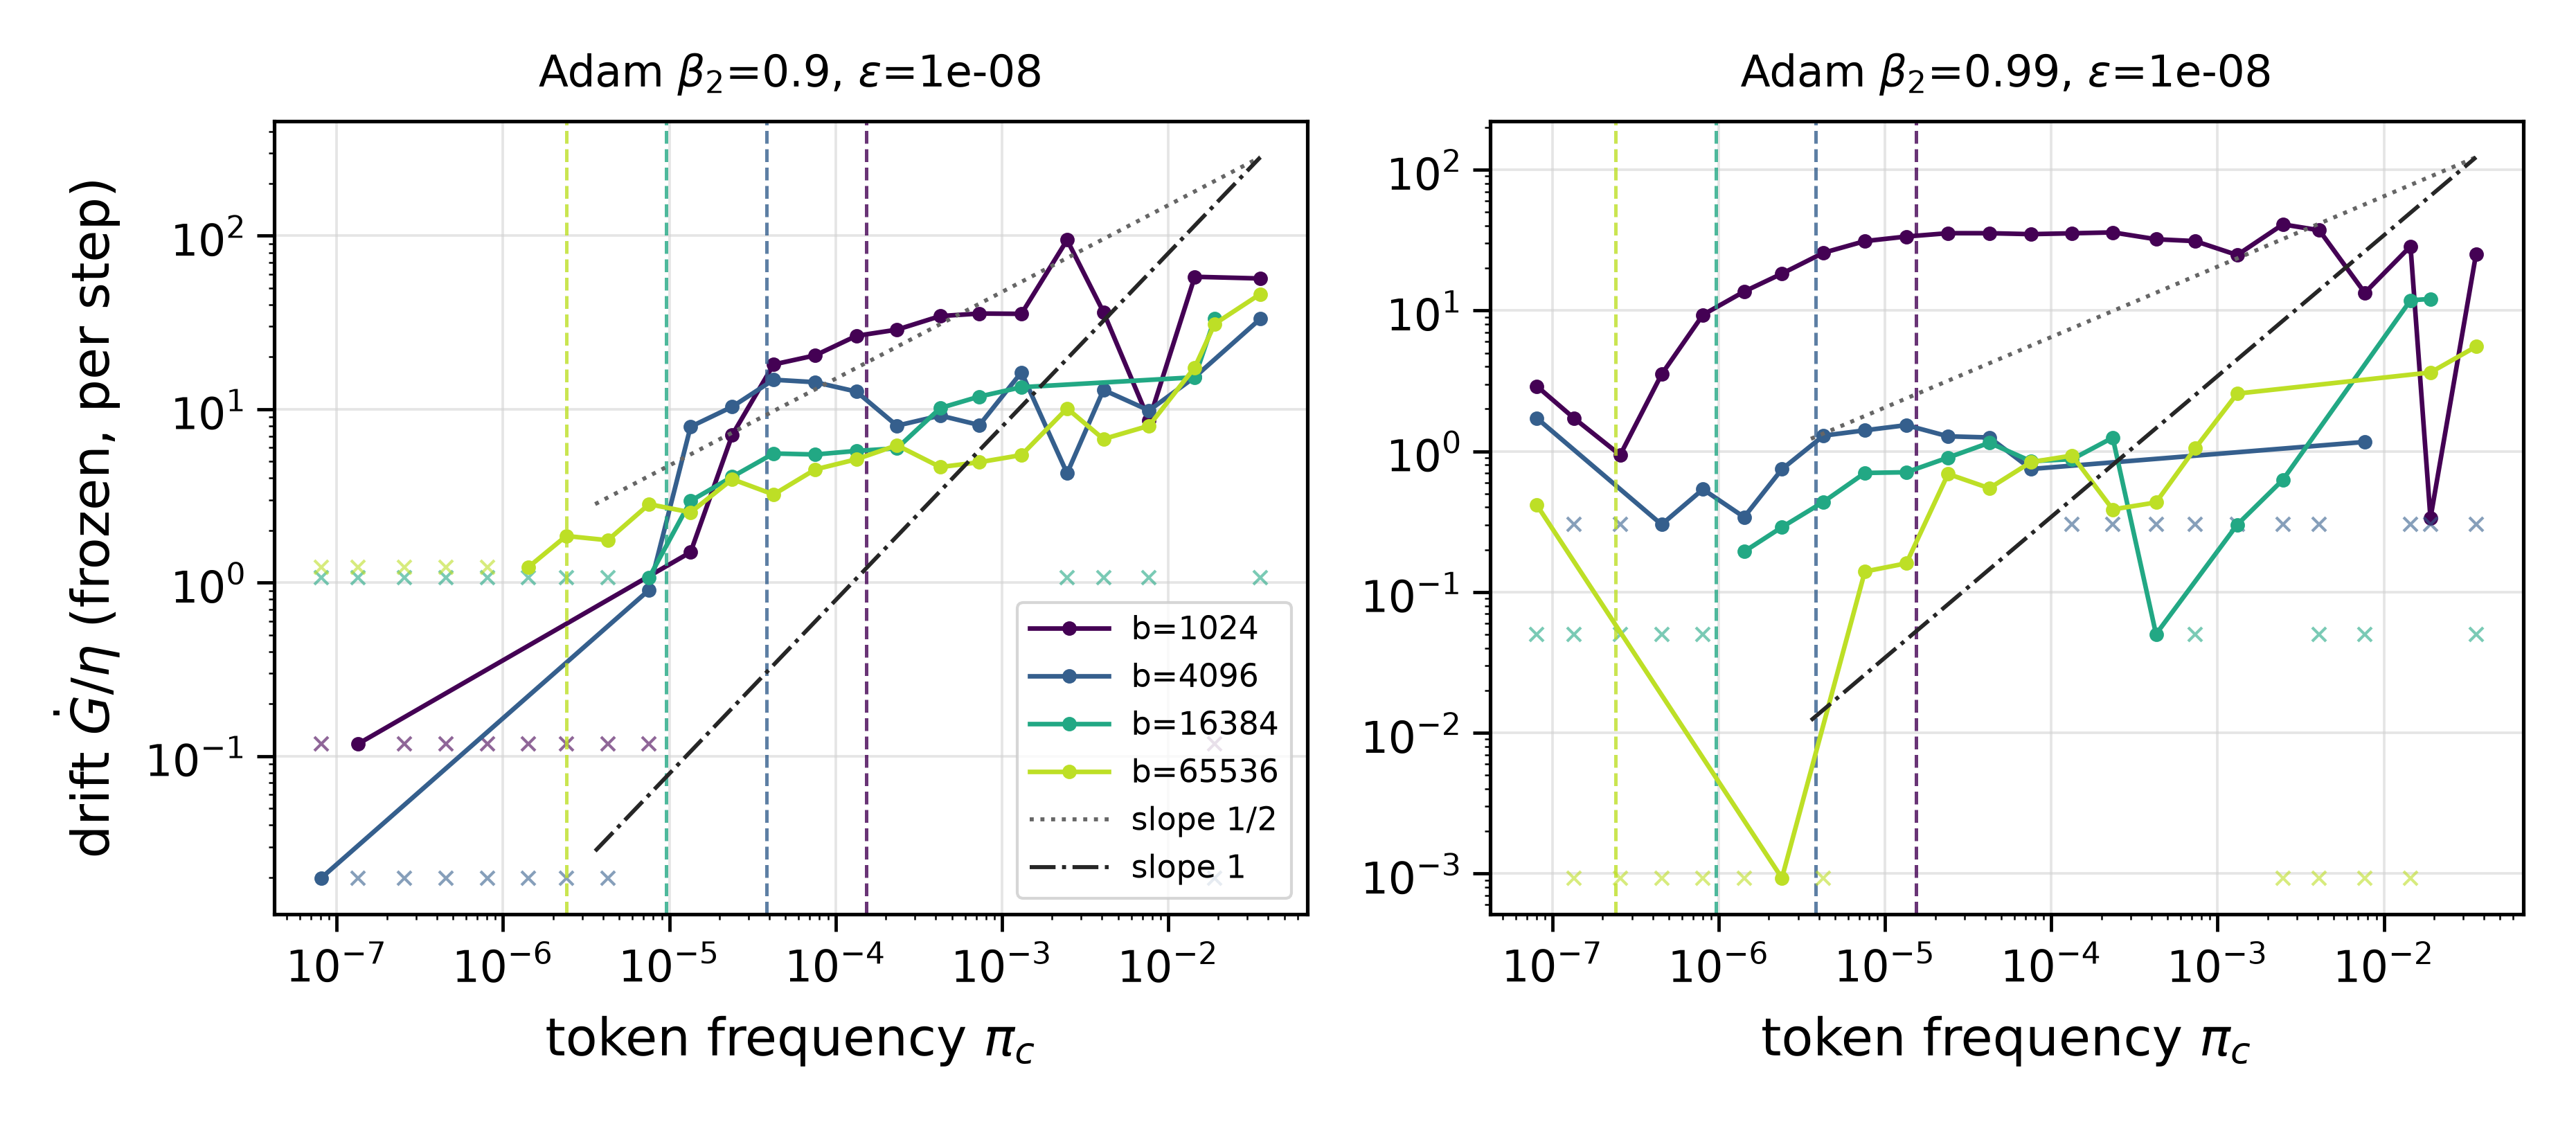 Adam β₂=0.9, ε=1e-08
drift Ġ/η (frozen, per step)
10²
10¹
10⁰
10⁻¹
10⁻⁷
10⁻⁶
10⁻⁵
10⁻⁴
10⁻³
10⁻²
token frequency π_c
b=1024
b=4096
b=16384
b=65536
slope 1/2
slope 1
Adam β₂=0.99, ε=1e-08
10²
10¹
10⁰
10⁻¹
10⁻²
10⁻³
10⁻⁷
10⁻⁶
10⁻⁵
10⁻⁴
10⁻³
10⁻²
token frequency π_c